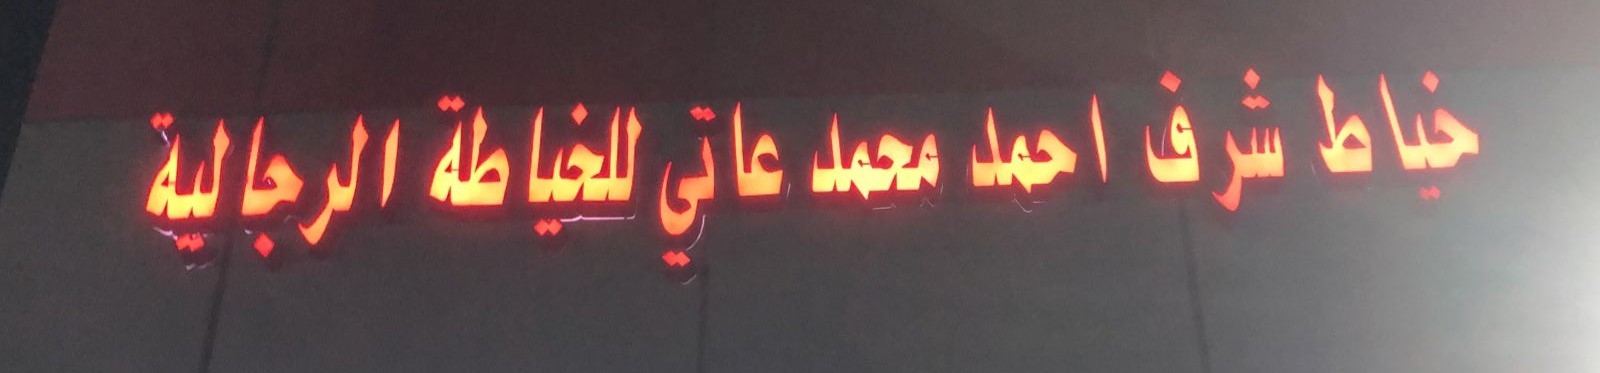 خياط شرف احمد محمد عاتي للخياطة الرجالية